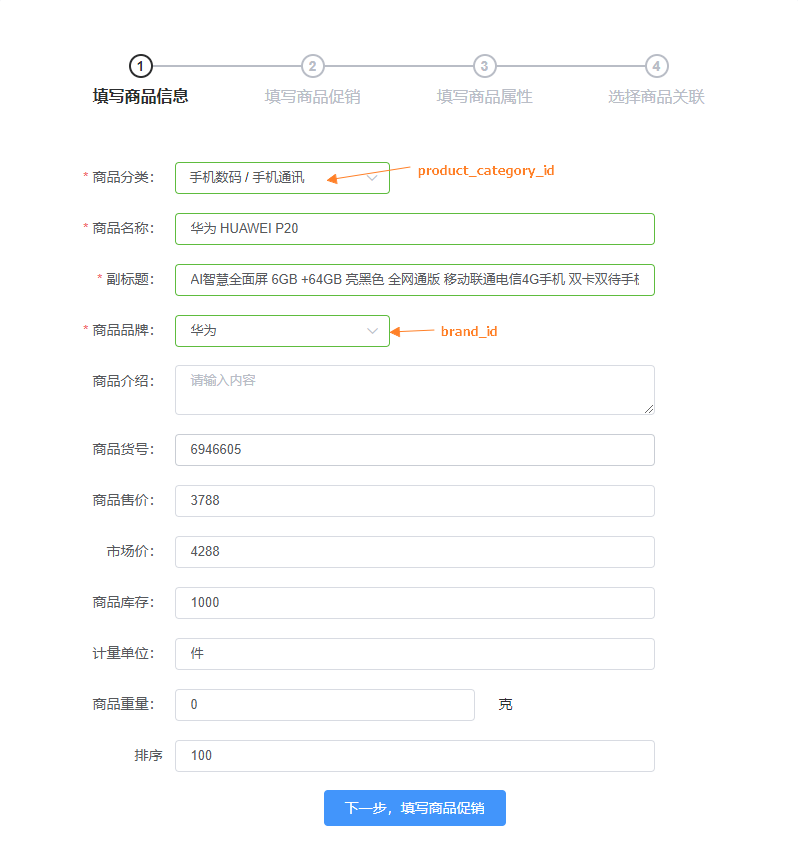 1 2 3 4
填写商品信息 填写商品促销 填写商品属性 选择商品关联
* 商品分类： 手机数码 / 手机通讯 product_category_id
* 商品名称： 华为 HUAWEI P20
* 副标题： AI智慧全面屏 6GB +64GB 亮黑色 全网通版 移动联通电信4G手机 双卡双待手机
* 商品品牌： 华为 brand_id
商品介绍： 请输入内容
商品货号： 6946605
商品售价： 3788
市场价： 4288
商品库存： 1000
计量单位： 件
商品重量： 0 克
排序 100
下一步，填写商品促销